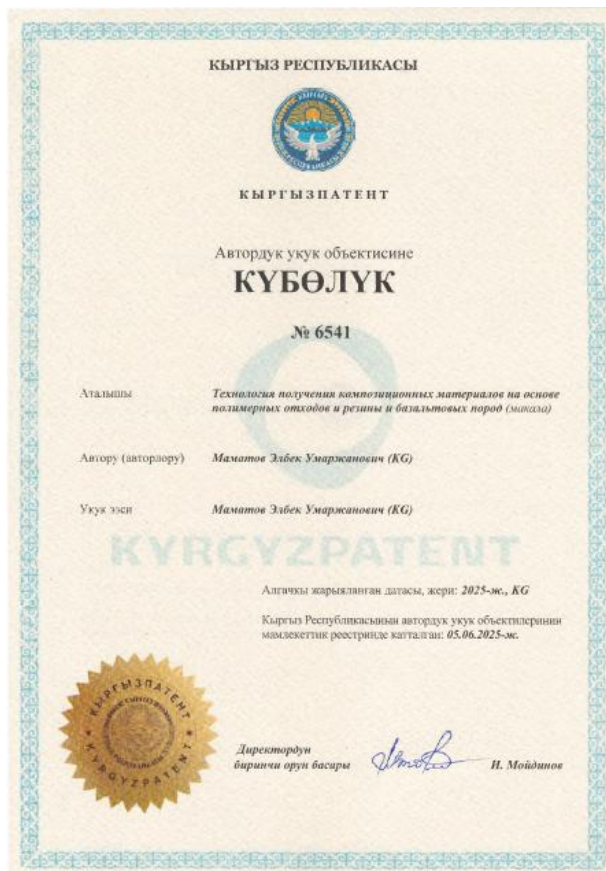 КЫРГЫЗ РЕСПУБЛИКАСЫ
КЫРГЫЗПАТЕНТ
Автордук укук объектисине
КҮБӨЛҮК
№ 6541
Аталышы
Технология получения композиционных материалов на основе
полимерных отходов и резины и базальтовых пород (макала)
Автору (авторлору)
Маматов Элбек Умаржанович (KG)
Укук ээси
Маматов Элбек Умаржанович (KG)
KYRGYZPATENT
Алгачкы жарыяланган датасы, жери: 2025-ж., KG
Кыргыз Республикасынын автордук укук объектилеринин
мамлекеттик реестринде катталган: 05.06.2025-ж.
КЫРГЫЗПАТЕНТ
KYRGYZPATENT
Директордун
биринчи орун басары
И. Мойдинов